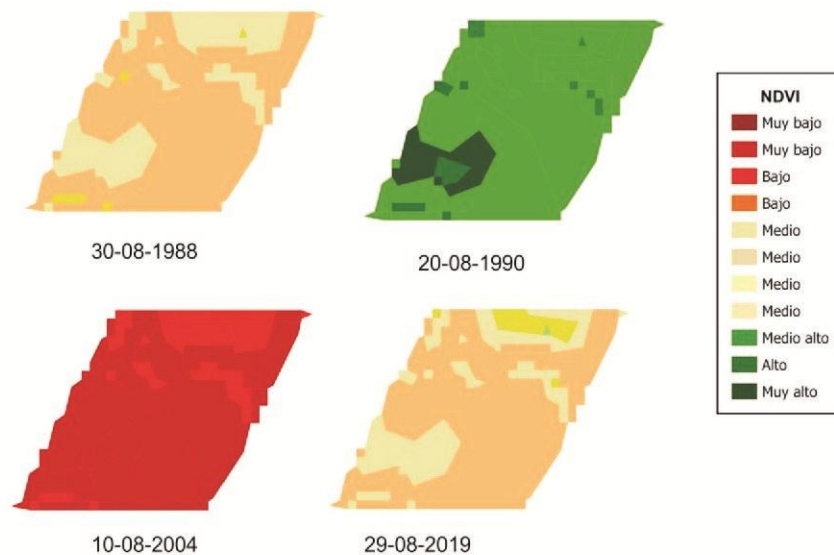 30-08-1988
20-08-1990
10-08-2004
29-08-2019
NDVI
Muy bajo
Muy bajo
Bajo
Bajo
Medio
Medio
Medio
Medio
Medio alto
Alto
Muy alto